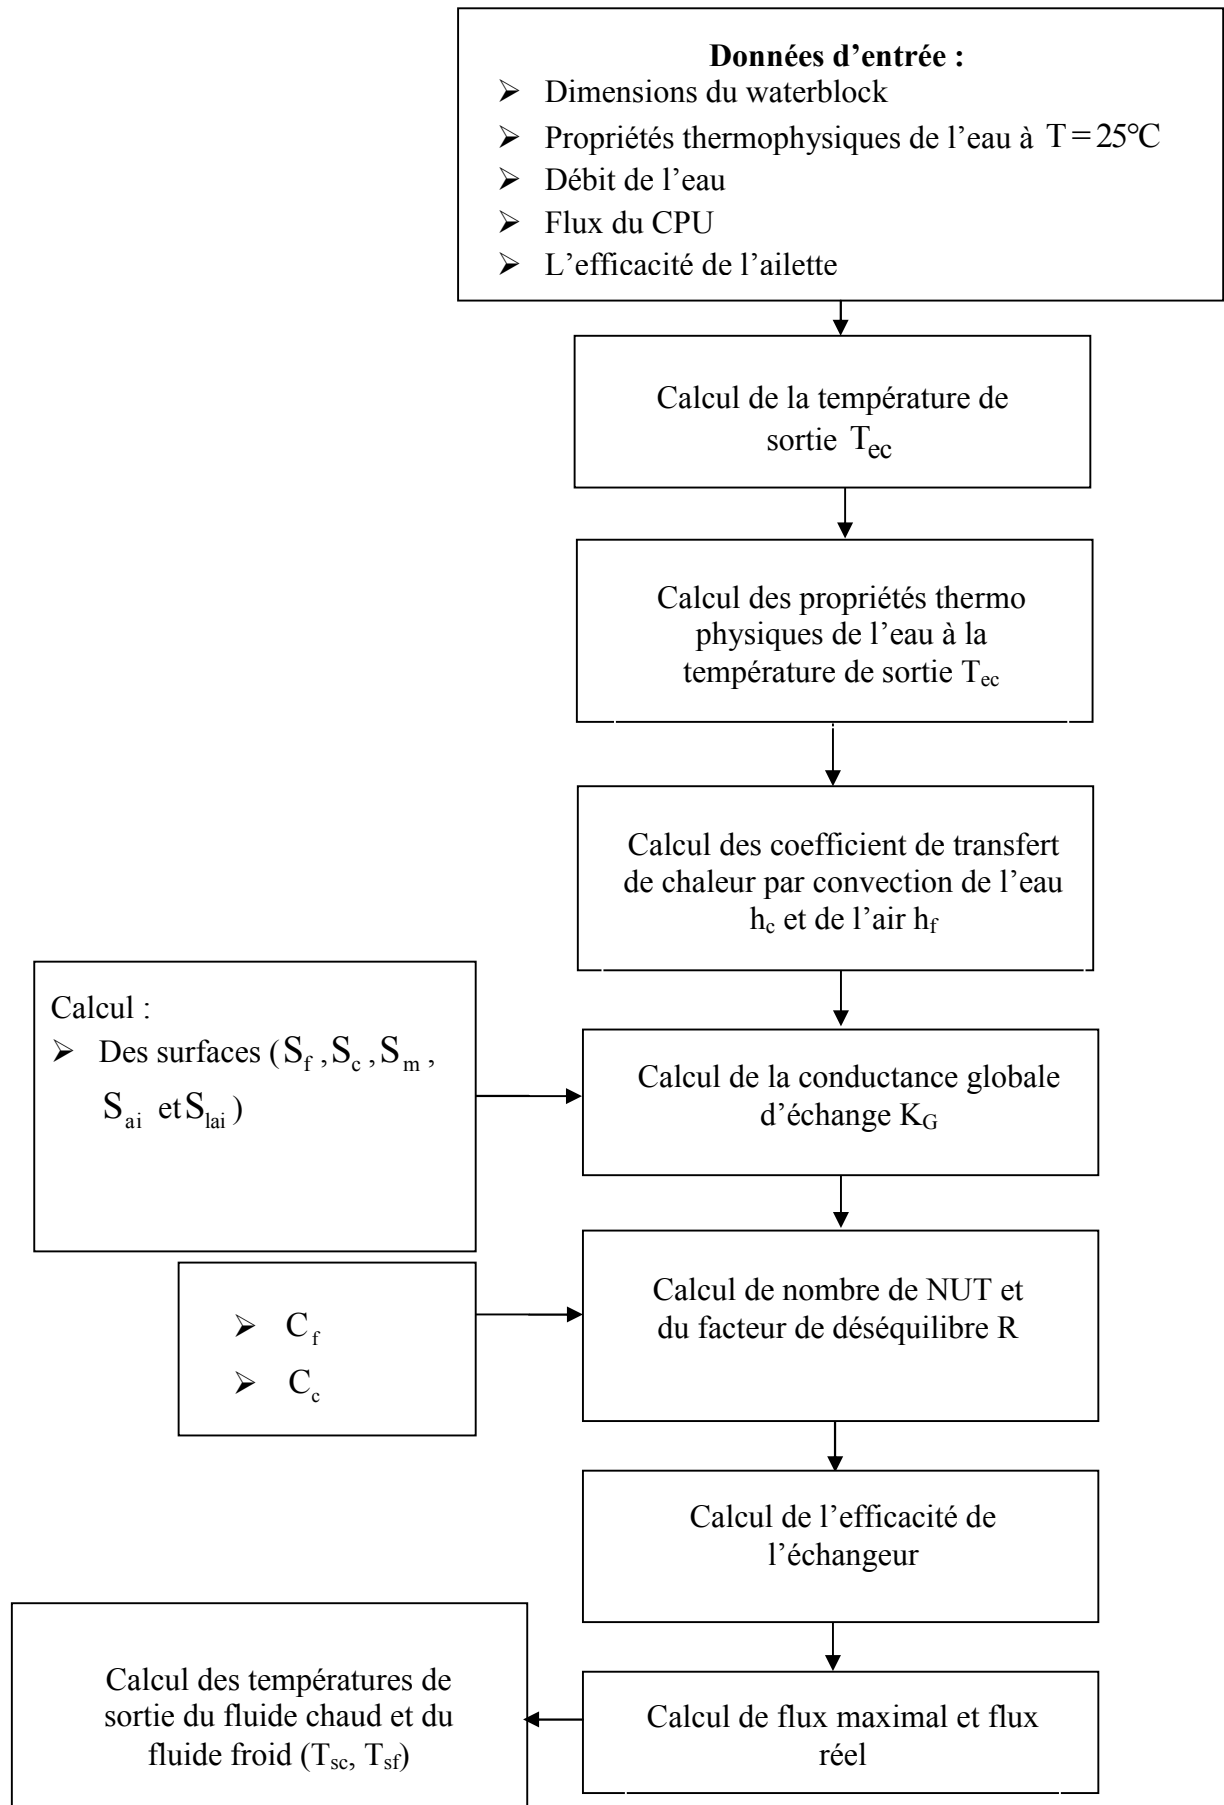 Données d’entrée :
➢ Dimensions du waterblock
➢ Propriétés thermophysiques de l’eau à T = 25°C
➢ Débit de l’eau
➢ Flux du CPU
➢ L’efficacité de l’ailette
Calcul de la température de
sortie T_ec
Calcul des propriétés thermo
physiques de l’eau à la
température de sortie T_ec
Calcul des coefficient de transfert
de chaleur par convection de l’eau
h_c et de l’air h_f
Calcul :
➢ Des surfaces (S_f ,S_c ,S_m ,
S_ai et S_lai )
Calcul de la conductance globale
d’échange K_G
➢ C_f
➢ C_c
Calcul de nombre de NUT et
du facteur de déséquilibre R
Calcul de l’efficacité de
l’échangeur
Calcul de flux maximal et flux
réel
Calcul des températures de
sortie du fluide chaud et du
fluide froid (T_sc, T_sf)